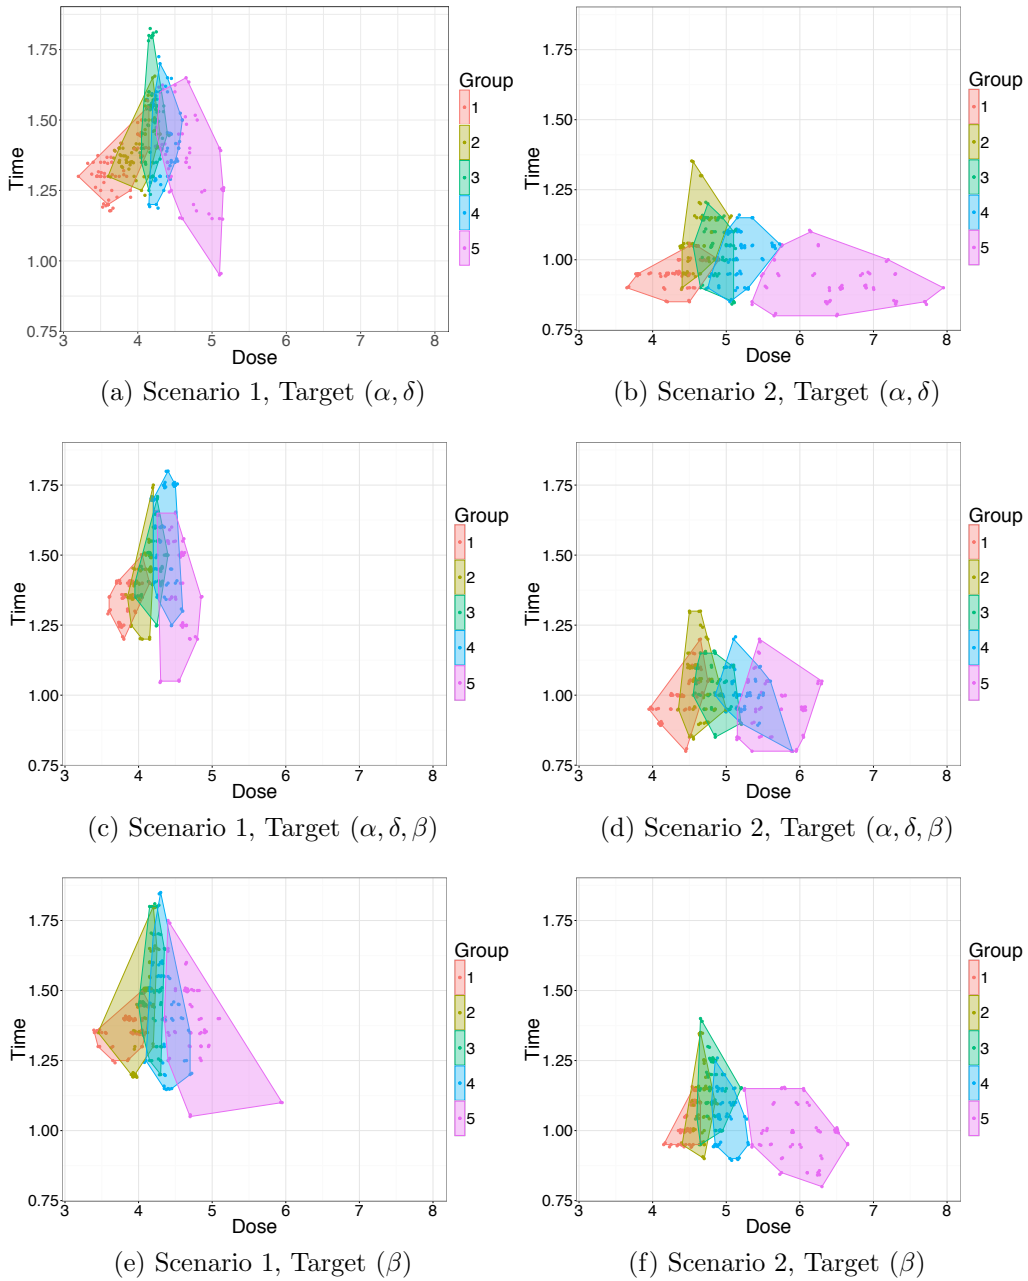 1.75
1.50
1.25
1.00
0.75
Time
3 4 5 6 7 8
Dose
Group
1
2
3
4
5
(a) Scenario 1, Target (α, δ)
1.75
1.50
1.25
1.00
0.75
Time
3 4 5 6 7 8
Dose
Group
1
2
3
4
5
(b) Scenario 2, Target (α, δ)
1.75
1.50
1.25
1.00
0.75
Time
3 4 5 6 7 8
Dose
Group
1
2
3
4
5
(c) Scenario 1, Target (α, δ, β)
1.75
1.50
1.25
1.00
0.75
Time
3 4 5 6 7 8
Dose
Group
1
2
3
4
5
(d) Scenario 2, Target (α, δ, β)
1.75
1.50
1.25
1.00
0.75
Time
3 4 5 6 7 8
Dose
Group
1
2
3
4
5
(e) Scenario 1, Target (β)
1.75
1.50
1.25
1.00
0.75
Time
3 4 5 6 7 8
Dose
Group
1
2
3
4
5
(f) Scenario 2, Target (β)